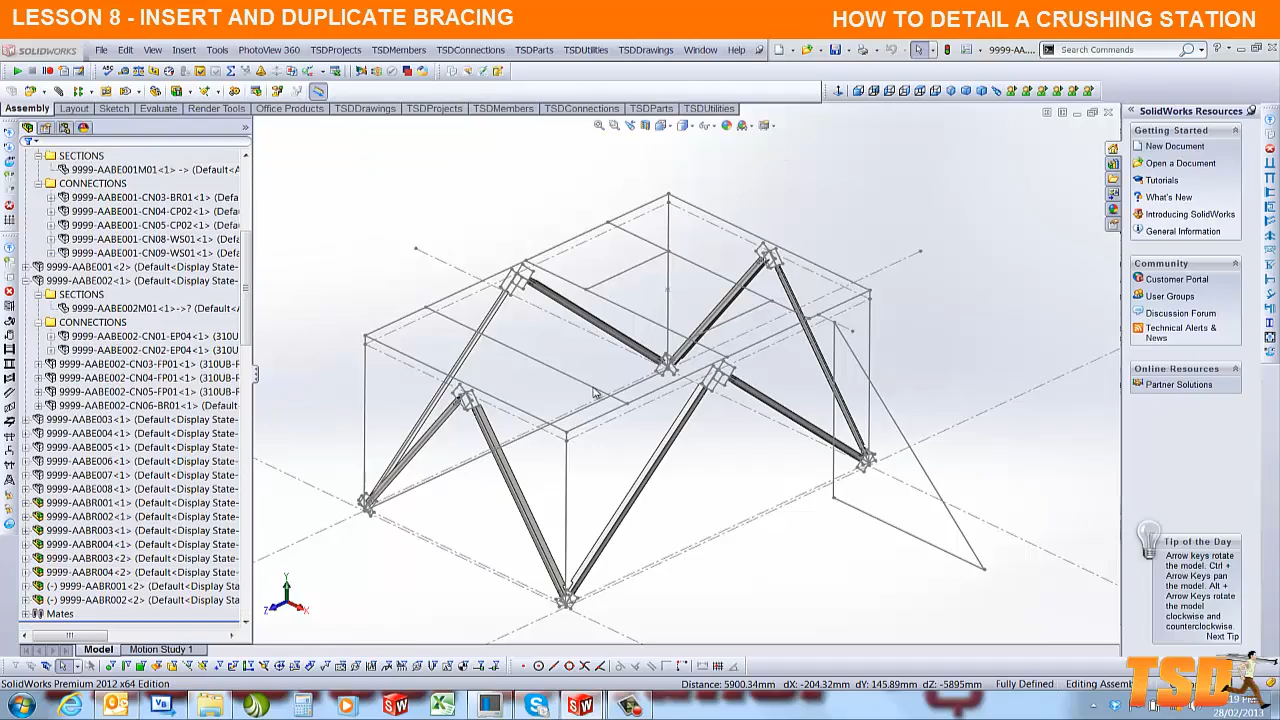 LESSON 8 - INSERT AND DUPLICATE BRACING
HOW TO DETAIL A CRUSHING STATION
SOLIDWORKS File Edit View Insert Tools PhotoView 360 TSDProjects TSDMembers TSDConnections TSDParts TSDUtilities TSDDrawings Window Help 9999-AA.... Search Commands
Assembly Layout Sketch Evaluate Render Tools Office Products TSDDrawings TSDProjects TSDMembers TSDConnections TSDParts TSDUtilities
SECTIONS
9999-AABE001M01<1> -> (Default<A
CONNECTIONS
9999-AABE001-CN03-BR01<1> (Defa
9999-AABE001-CN04-CP02<1> (Defa
9999-AABE001-CN05-CP02<1> (Defa
9999-AABE001-CN08-WS01<1> (Defa
9999-AABE001-CN09-WS01<1> (Defa
9999-AABE001<2> (Default<Display State-
9999-AABE002<1> (Default<Display State-
SECTIONS
9999-AABE002M01<1>->? (Default<
CONNECTIONS
9999-AABE002-CN01-EP04<1> (310U
9999-AABE002-CN02-EP04<1> (310U
9999-AABE002-CN03-FP01<1> (310UB-
9999-AABE002-CN04-FP01<1> (310UB-
9999-AABE002-CN05-FP01<1> (310UB-
9999-AABE002-CN06-BR01<1> (Default<
9999-AABE003<1> (Default<Display State-
9999-AABE004<1> (Default<Display State-
9999-AABE005<1> (Default<Display State-
9999-AABE006<1> (Default<Display State-
9999-AABE007<1> (Default<Display State-
9999-AABE008<1> (Default<Display State-
9999-AABR001<1> (Default<Display State-
9999-AABR002<1> (Default<Display State-
9999-AABR003<1> (Default<Display State-
9999-AABR004<1> (Default<Display State-
9999-AABR003<2> (Default<Display State-
9999-AABR004<2> (Default<Display State-
(-) 9999-AABR001<2> (Default<Display
(-) 9999-AABR002<2> (Default<Display
Mates
Y
Z
X
SolidWorks Resources
Getting Started
New Document
Open a Document
Tutorials
What's New
Introducing SolidWorks
General Information
Community
Customer Portal
User Groups
Discussion Forum
Technical Alerts & News
Online Resources
Partner Solutions
Tip of the Day
Arrow keys rotate
the model. Ctrl +
Arrow Keys pan
the model. Alt +
Arrow Keys rotate
the model
clockwise and
counterclockwise.
Next Tip
Model Motion Study 1
SolidWorks Premium 2012 x64 Edition Distance: 5900.34mm dX: -204.32mm dY: 145.89mm dZ: -5895mm Fully Defined Editing Assemb
TSD
28/02/2013